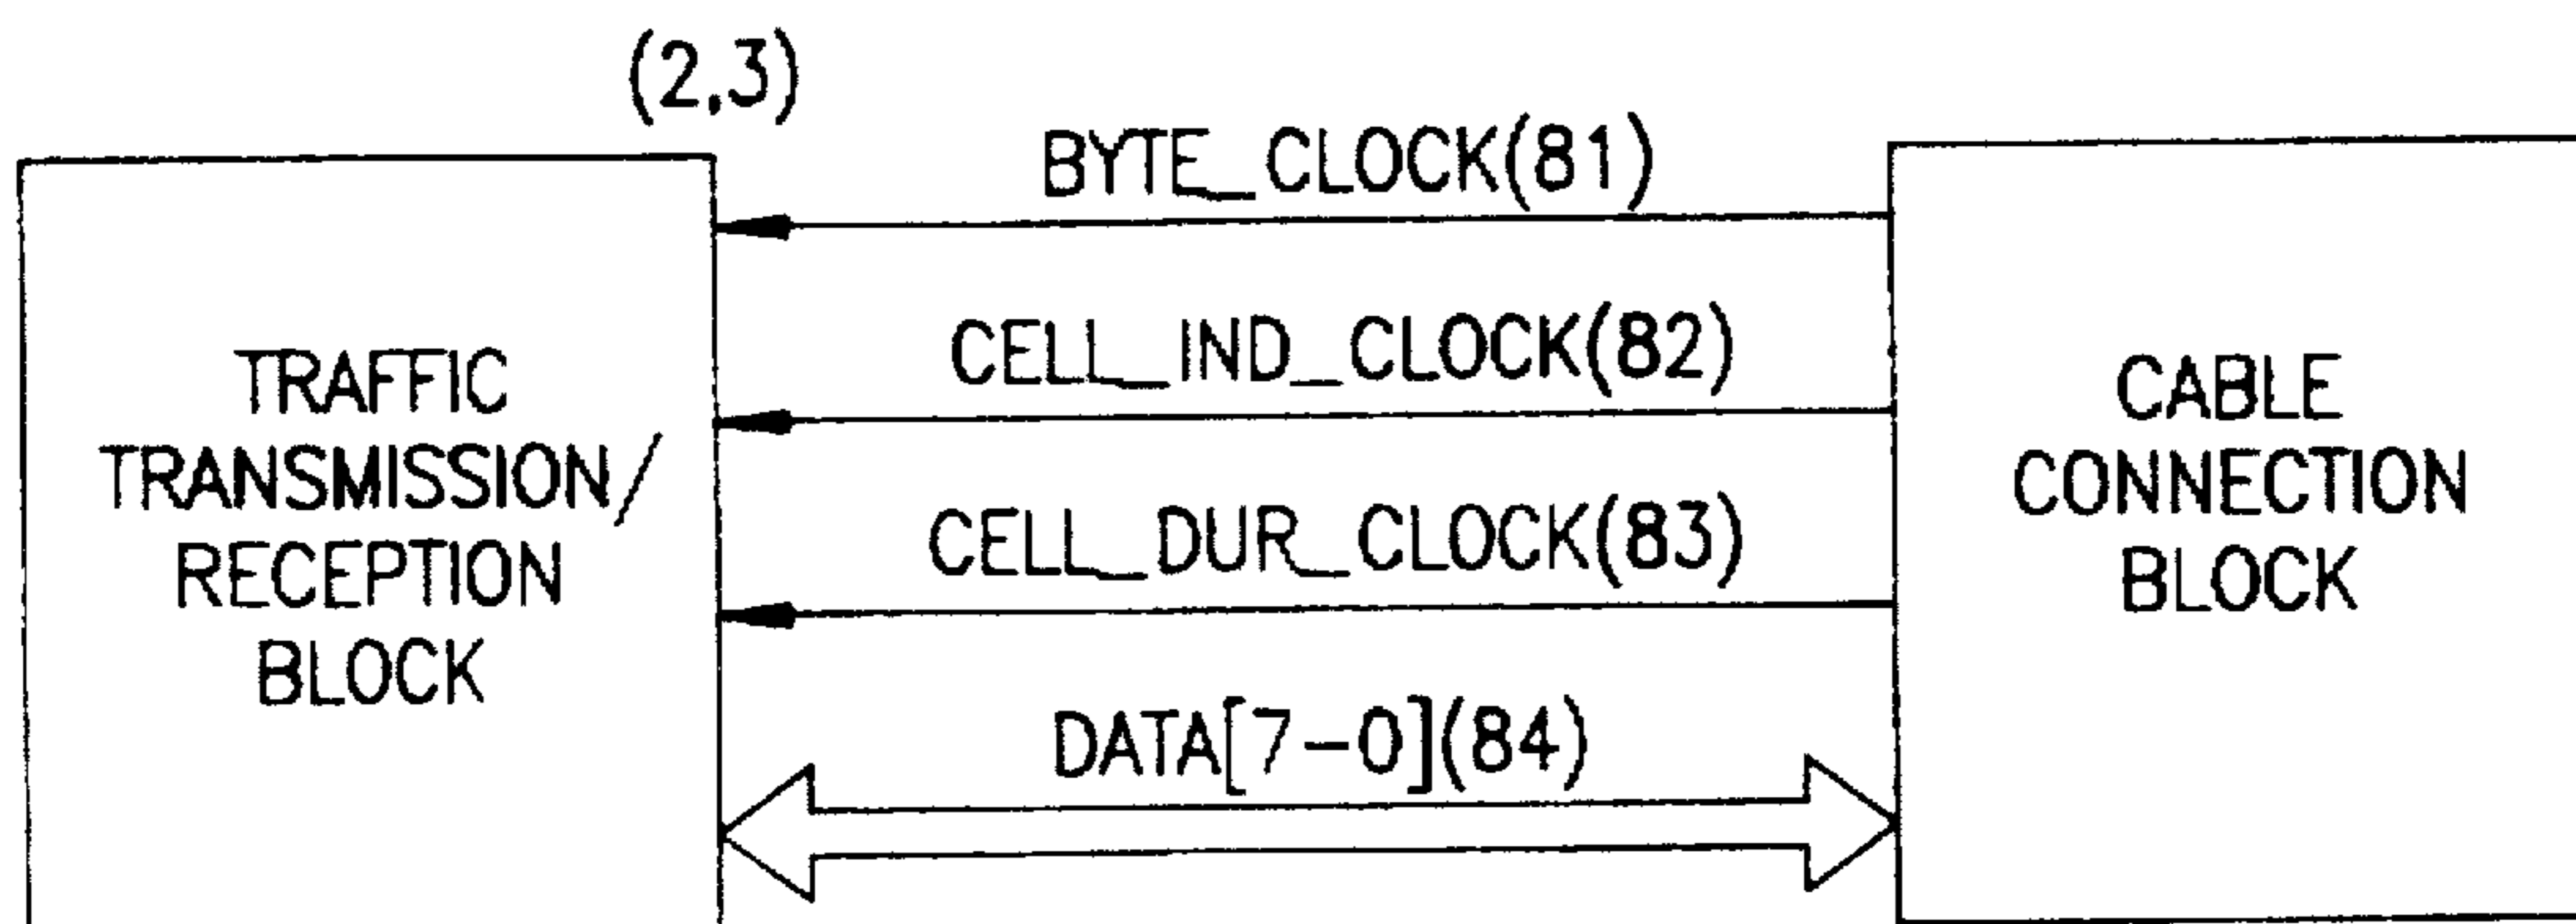 (2,3)
BYTE_CLOCK(81)
CELL_IND_CLOCK(82)
CELL_DUR_CLOCK(83)
DATA[7-0](84)
TRAFFIC
TRANSMISSION/
RECEPTION
BLOCK
CABLE
CONNECTION
BLOCK